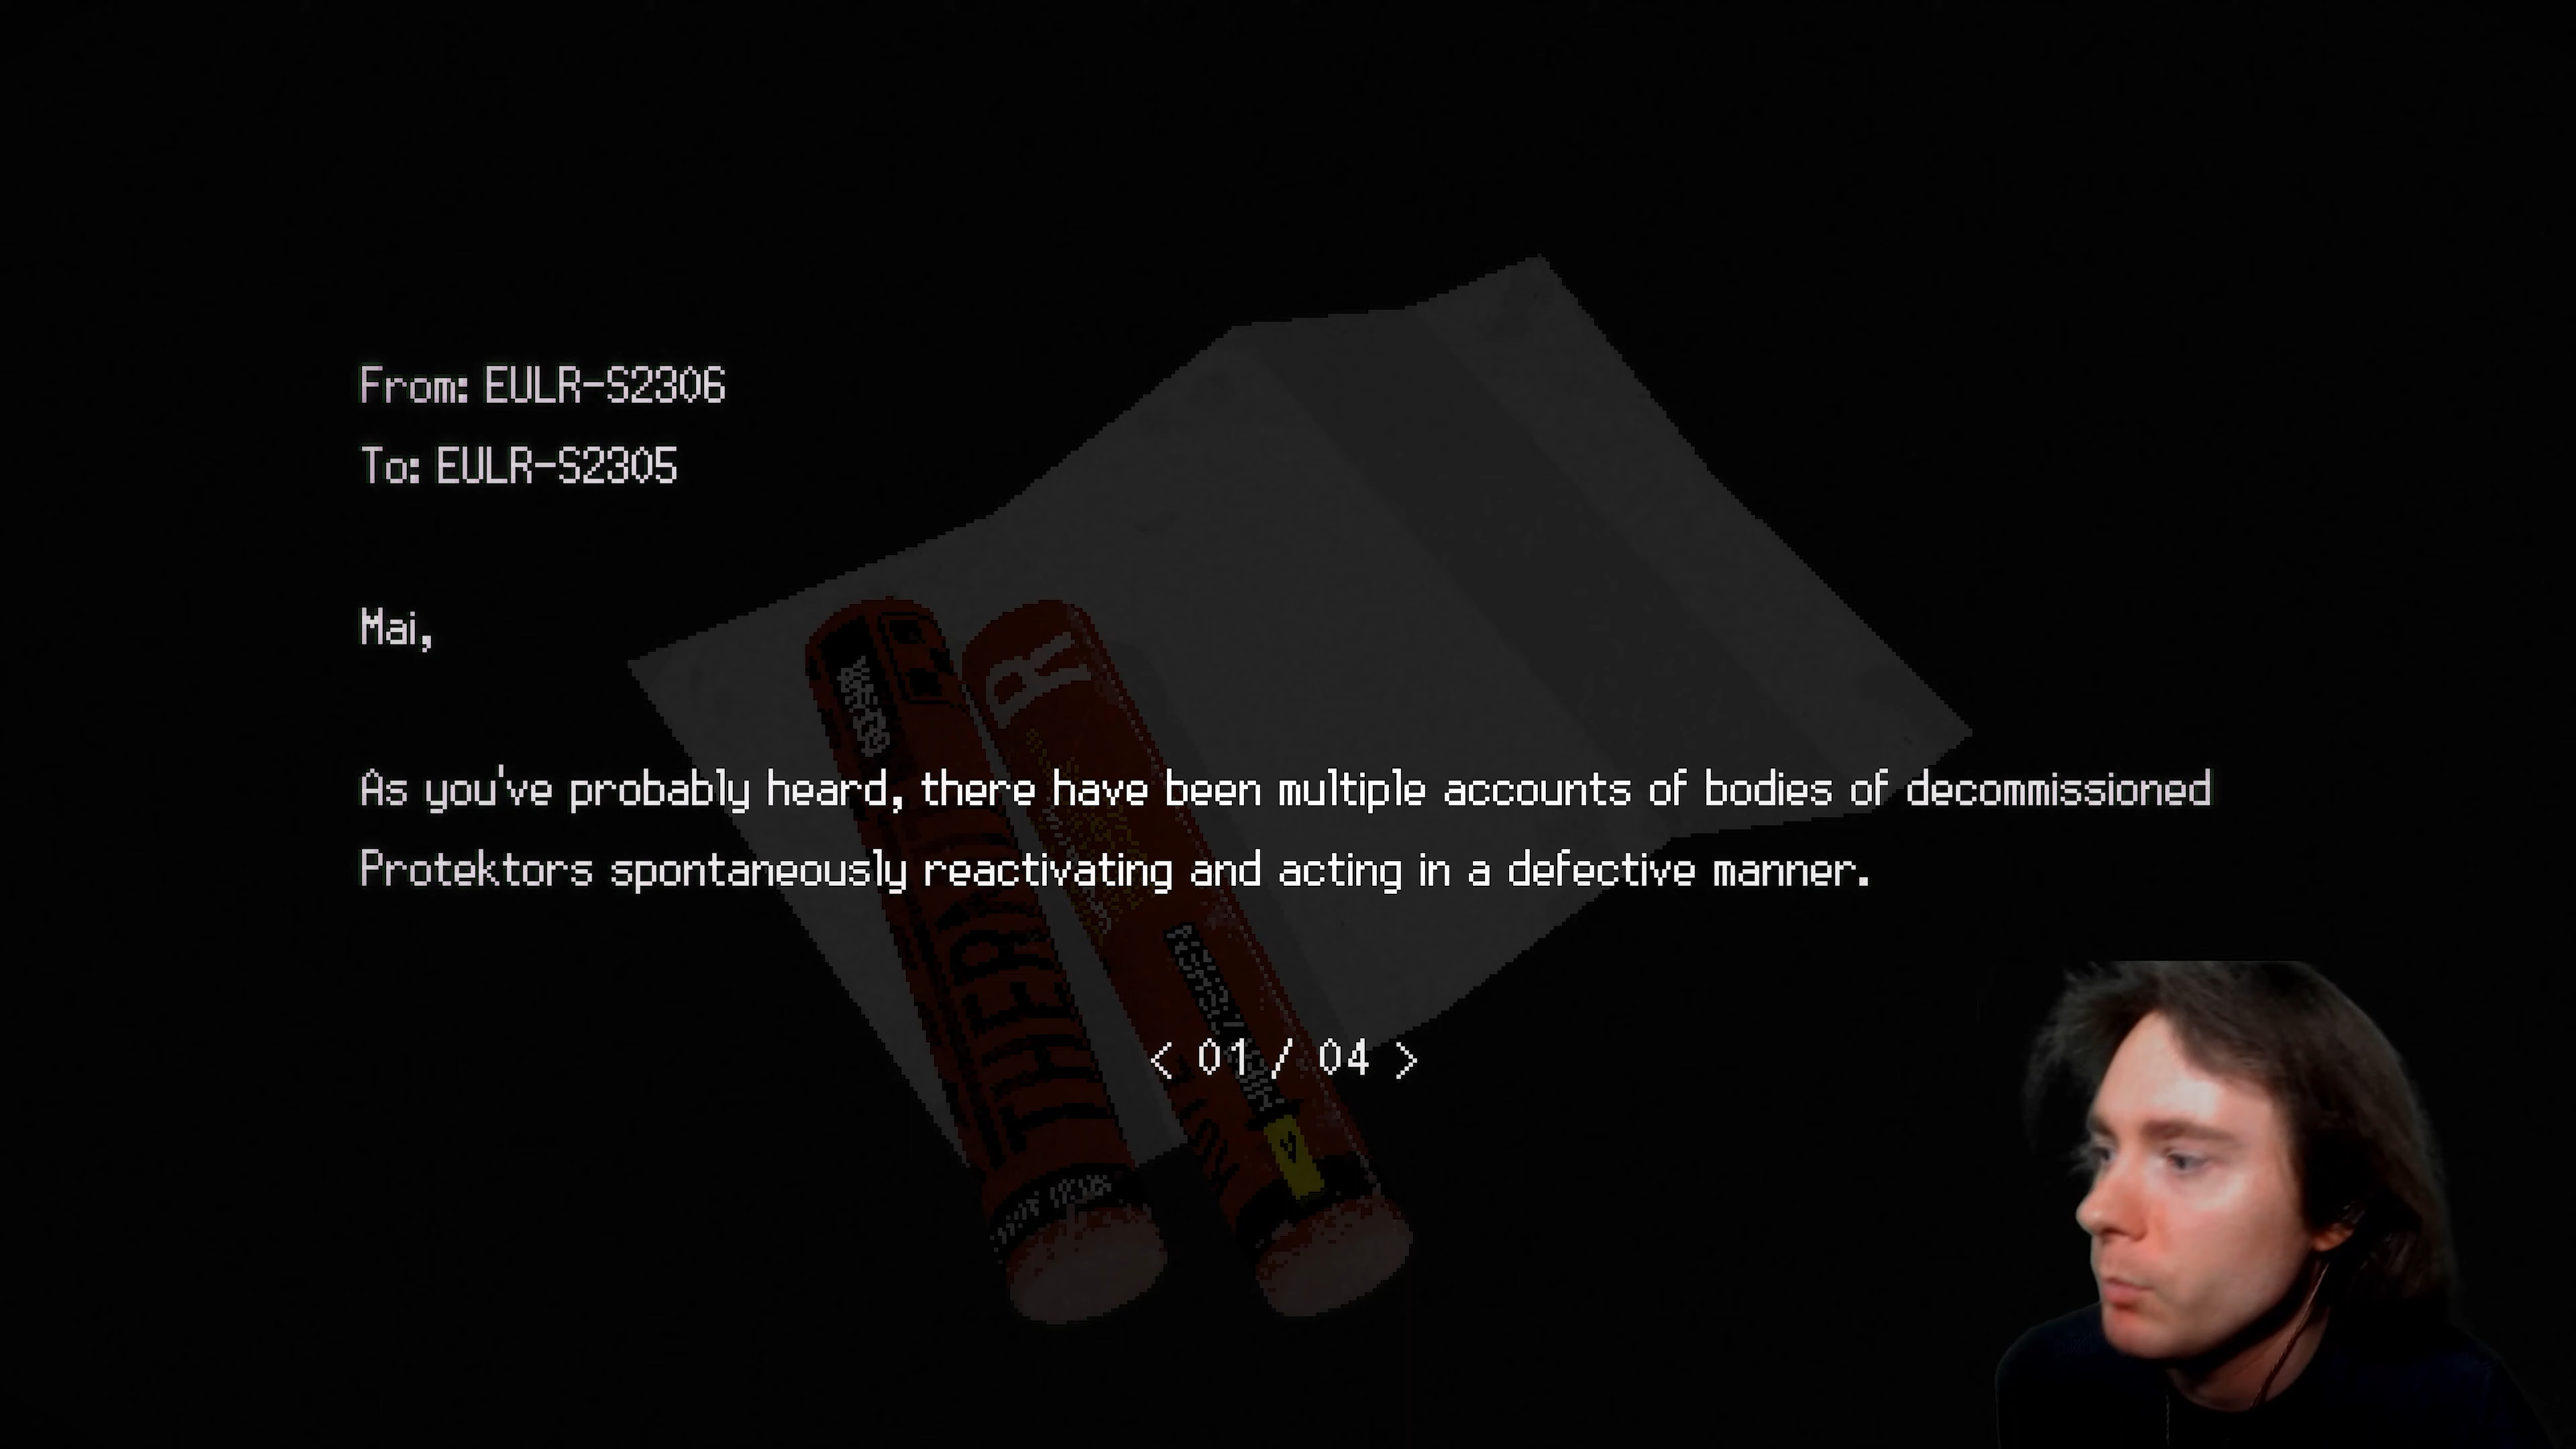 From: EULR-S2306
To: EULR-S2305
Mai,
As you've probably heard, there have been multiple accounts of bodies of decommissioned
Protektors spontaneously reactivating and acting in a defective manner.
< 01 / 04 >